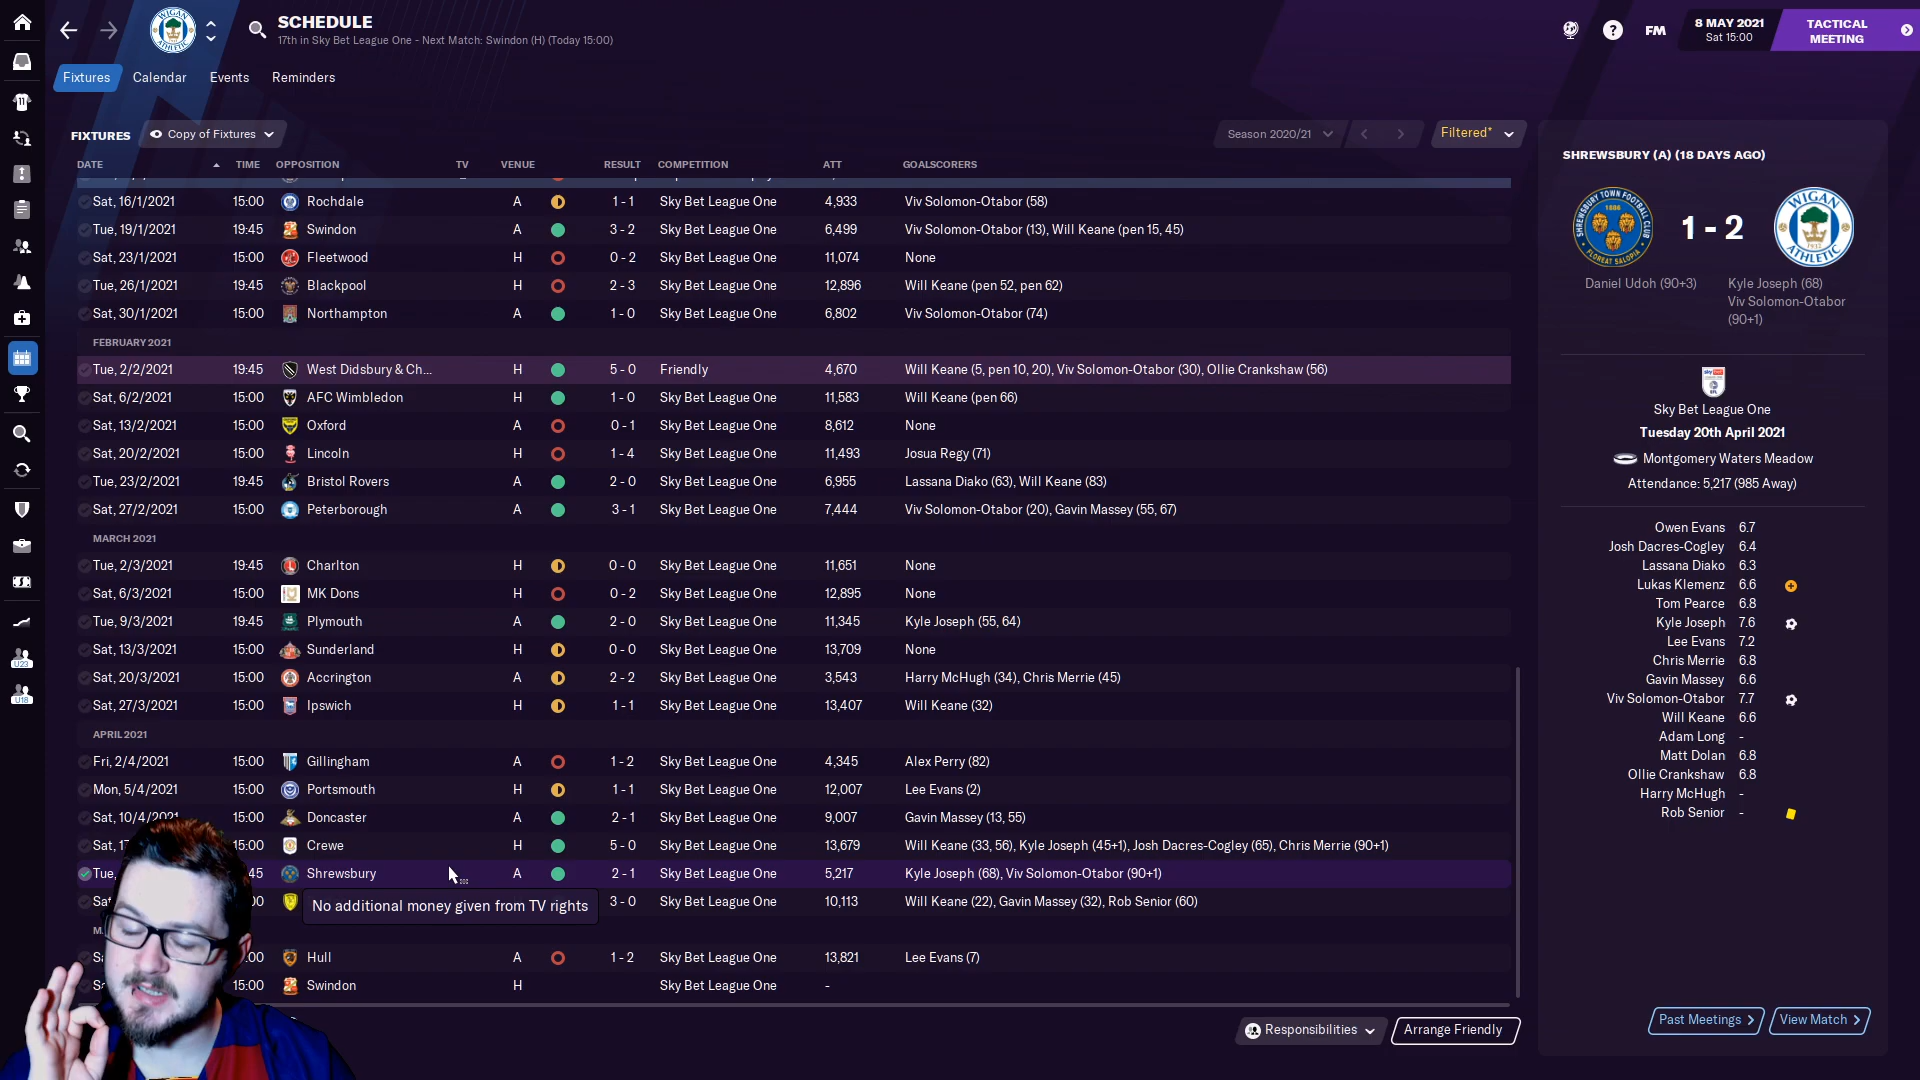 SCHEDULE
17th in Sky Bet League One - Next Match: Swindon (H) (Today 15:00)
FM
8 MAY 2021
Sat 15:00
TACTICAL MEETING
Fixtures Calendar Events Reminders
FIXTURES Copy of Fixtures Season 2020/21 Filtered*
DATE TIME OPPOSITION TV VENUE RESULT COMPETITION ATT GOALSCORERS
Sat, 16/1/2021 15:00 Rochdale A 1 - 1 Sky Bet League One 4,933 Viv Solomon-Otabor (58)
Tue, 19/1/2021 19:45 Swindon A 3 - 2 Sky Bet League One 6,499 Viv Solomon-Otabor (13), Will Keane (pen 15, 45)
Sat, 23/1/2021 15:00 Fleetwood H 0 - 2 Sky Bet League One 11,074 None
Tue, 26/1/2021 19:45 Blackpool H 2 - 3 Sky Bet League One 12,896 Will Keane (pen 52, pen 62)
Sat, 30/1/2021 15:00 Northampton A 1 - 0 Sky Bet League One 6,802 Viv Solomon-Otabor (74)
FEBRUARY 2021
Tue, 2/2/2021 19:45 West Didsbury & Ch... H 5 - 0 Friendly 4,670 Will Keane (5, pen 10, 20), Viv Solomon-Otabor (30), Ollie Crankshaw (56)
Sat, 6/2/2021 15:00 AFC Wimbledon H 1 - 0 Sky Bet League One 11,583 Will Keane (pen 66)
Sat, 13/2/2021 15:00 Oxford A 0 - 1 Sky Bet League One 8,612 None
Sat, 20/2/2021 15:00 Lincoln H 1 - 4 Sky Bet League One 11,493 Josua Regy (71)
Tue, 23/2/2021 19:45 Bristol Rovers A 2 - 0 Sky Bet League One 6,955 Lassana Diako (63), Will Keane (83)
Sat, 27/2/2021 15:00 Peterborough A 3 - 1 Sky Bet League One 7,444 Viv Solomon-Otabor (20), Gavin Massey (55, 67)
MARCH 2021
Tue, 2/3/2021 19:45 Charlton H 0 - 0 Sky Bet League One 11,651 None
Sat, 6/3/2021 15:00 MK Dons H 0 - 2 Sky Bet League One 12,895 None
Tue, 9/3/2021 19:45 Plymouth A 2 - 0 Sky Bet League One 11,345 Kyle Joseph (55, 64)
Sat, 13/3/2021 15:00 Sunderland H 0 - 0 Sky Bet League One 13,709 None
Sat, 20/3/2021 15:00 Accrington A 2 - 2 Sky Bet League One 3,543 Harry McHugh (34), Chris Merrie (45)
Sat, 27/3/2021 15:00 Ipswich H 1 - 1 Sky Bet League One 13,407 Will Keane (32)
APRIL 2021
Fri, 2/4/2021 15:00 Gillingham A 1 - 2 Sky Bet League One 4,345 Alex Perry (82)
Mon, 5/4/2021 15:00 Portsmouth H 1 - 1 Sky Bet League One 12,007 Lee Evans (2)
Sat, 10/4/2021 15:00 Doncaster A 2 - 1 Sky Bet League One 9,007 Gavin Massey (13, 55)
Sat, 15:00 Crewe H 5 - 0 Sky Bet League One 13,679 Will Keane (33, 56), Kyle Joseph (45+1), Josh Dacres-Cogley (65), Chris Merrie (90+1)
Tue, :45 Shrewsbury A 2 - 1 Sky Bet League One 5,217 Kyle Joseph (68), Viv Solomon-Otabor (90+1)
No additional money given from TV rights
3 - 0 Sky Bet League One 10,113 Will Keane (22), Gavin Massey (32), Rob Senior (60)
:00 Hull A 1 - 2 Sky Bet League One 13,821 Lee Evans (7)
15:00 Swindon H Sky Bet League One -
Responsibilities Arrange Friendly
SHREWSBURY (A) (18 DAYS AGO)
SHREWSBURY TOWN FOOTBALL CLUB 1886 FLOREAT SALOPIA
1 - 2
WIGAN ATHLETIC 1932
Daniel Udoh (90+3)
Kyle Joseph (68)
Viv Solomon-Otabor
(90+1)
Sky Bet League One
Tuesday 20th April 2021
Montgomery Waters Meadow
Attendance: 5,217 (985 Away)
Owen Evans 6.7
Josh Dacres-Cogley 6.4
Lassana Diako 6.3
Lukas Klemenz 6.6
Tom Pearce 6.8
Kyle Joseph 7.6
Lee Evans 7.2
Chris Merrie 6.8
Gavin Massey 6.6
Viv Solomon-Otabor 7.7
Will Keane 6.6
Adam Long -
Matt Dolan 6.8
Ollie Crankshaw 6.8
Harry McHugh -
Rob Senior -
Past Meetings View Match
U23
U18